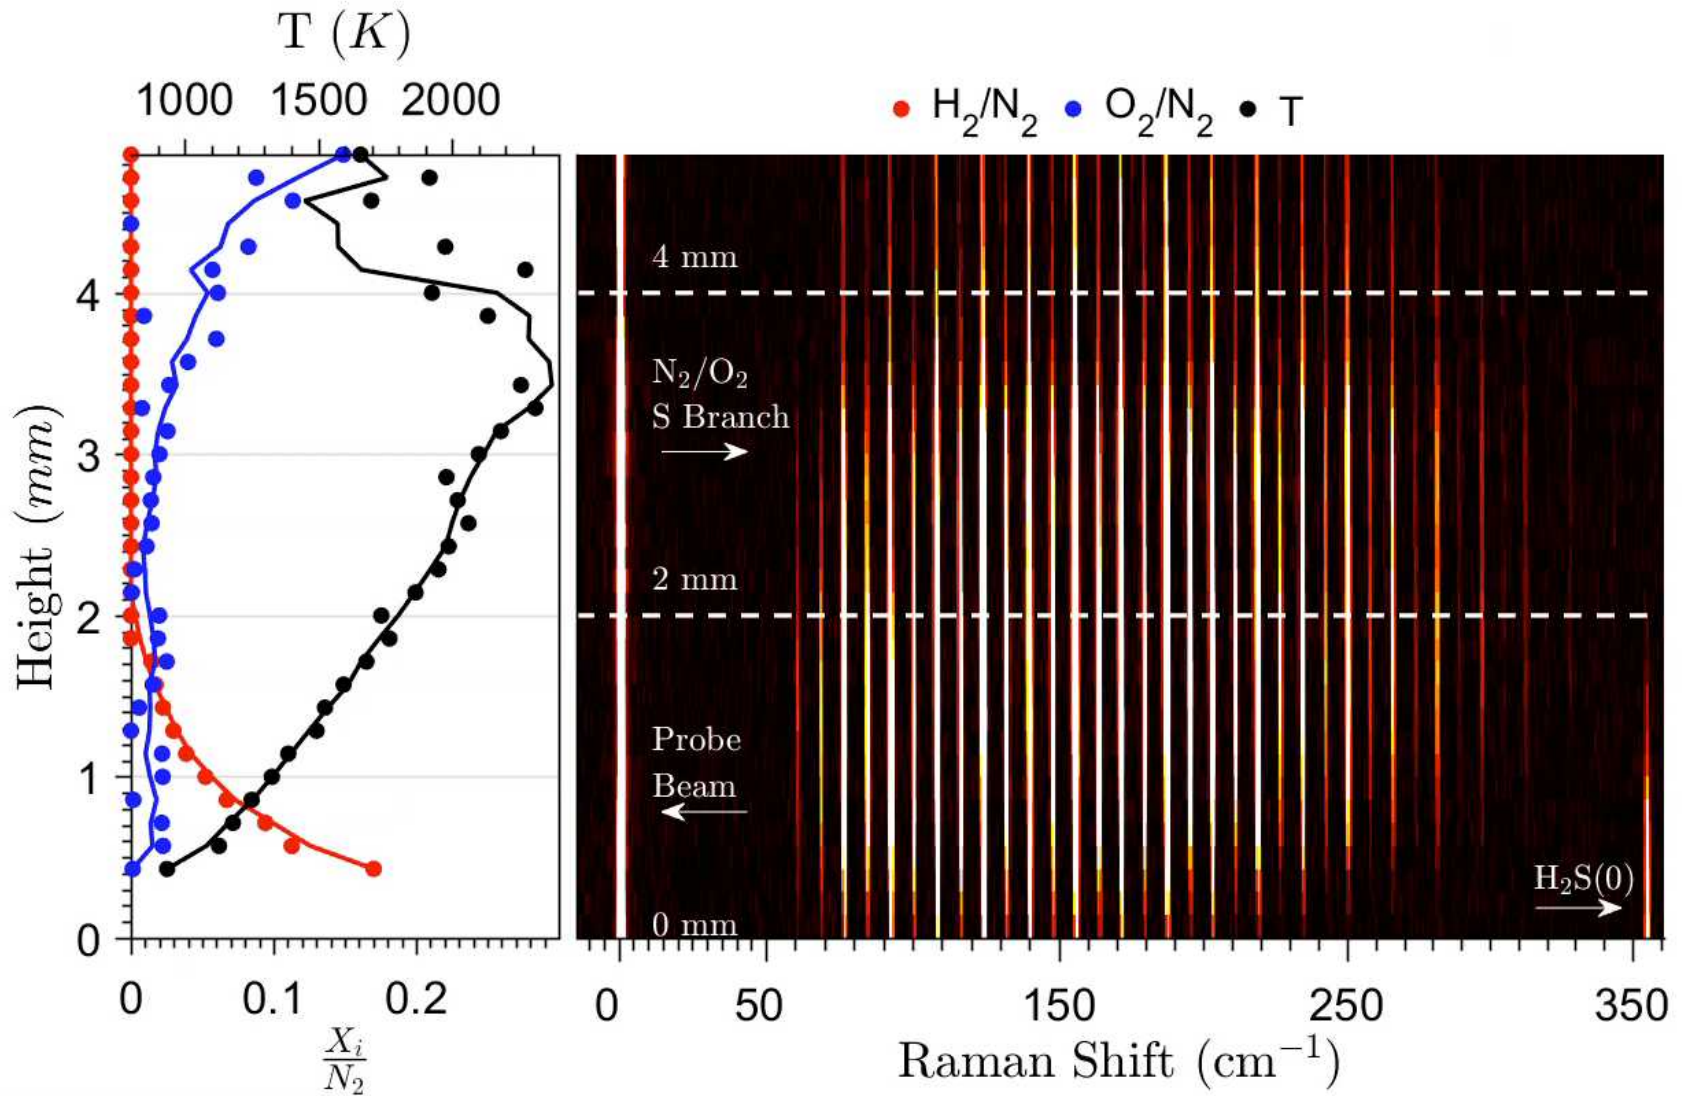 T (K)
1000 1500 2000
H₂/N₂ O₂/N₂ T
Height (mm)
4
3
2
1
0
0 0.1 0.2
Xᵢ
N₂
4 mm
N₂/O₂
S Branch
2 mm
Probe
Beam
H₂S(0)
0 mm
0 50 150 250 350
Raman Shift (cm⁻¹)